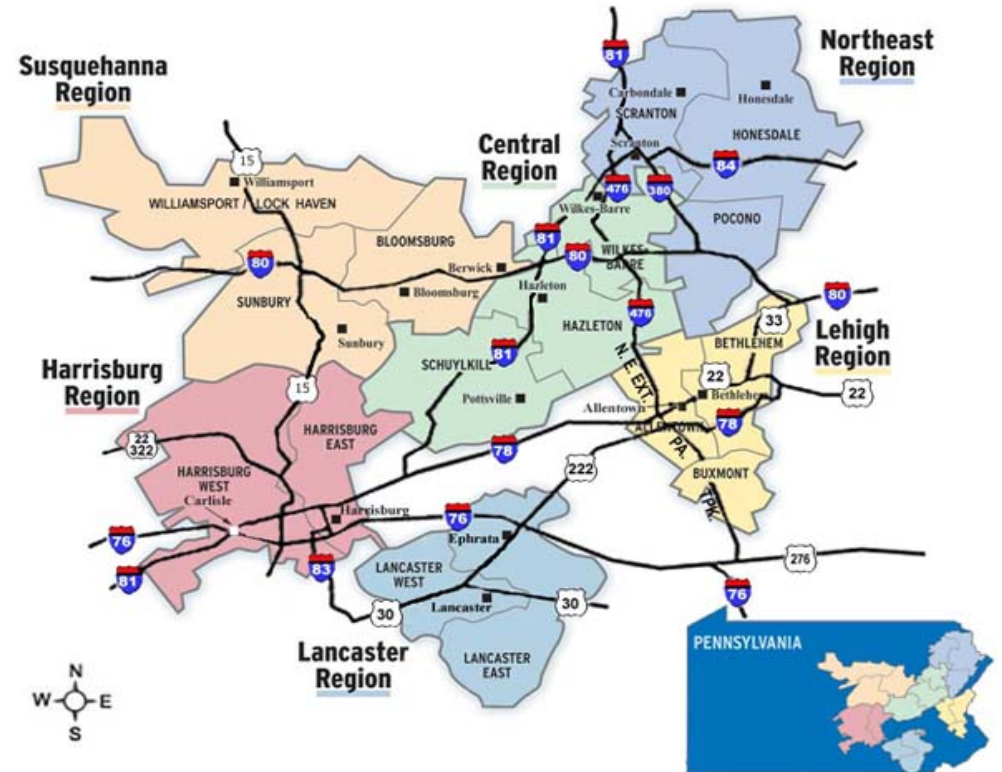 Susquehanna
Region
Northeast
Region
Central
Region
Lehigh
Region
Harrisburg
Region
Lancaster
Region
81
Carbondale
SCRANTON
Honesdale
HONESDALE
Scranton
84
476
380
15
Williamsport
WILLIAMSPORT / LOCK HAVEN
Wilkes-Barre
POCONO
BLOOMSBURG
81
80
WILKES-
BARRE
80
Berwick
Bloomsburg
Hazleton
SUNBURY
HAZLETON
476
80
33
Sunbury
81
N. E. EXT.
BETHLEHEM
SCHUYLKILL
22
Bethlehem
22
15
Pottsville
Allentown
ALLENTOWN
78
HARRISBURG
EAST
22
322
78
PA.
222
BUXMONT
HARRISBURG
WEST
Carlisle
TPK.
Harrisburg
76
76
Ephrata
276
81
83
LANCASTER
WEST
76
30
Lancaster
30
LANCASTER
EAST
N
W
E
S
PENNSYLVANIA